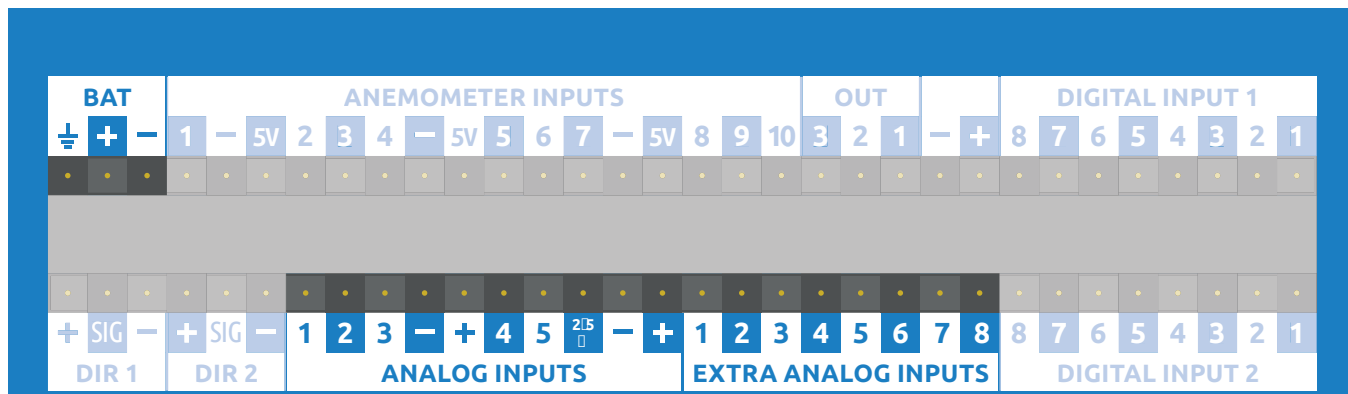 BAT ANEMOMETER INPUTS OUT DIGITAL INPUT 1
⏚ + − 1 − 5V 2 3 4 − 5V 5 6 7 − 5V 8 9 10 3 2 1 − + 8 7 6 5 4 3 2 1
+ SIG − + SIG − 1 2 3 − + 4 5 2▯5 − + 1 2 3 4 5 6 7 8 8 7 6 5 4 3 2 1
▯
DIR 1 DIR 2 ANALOG INPUTS EXTRA ANALOG INPUTS DIGITAL INPUT 2